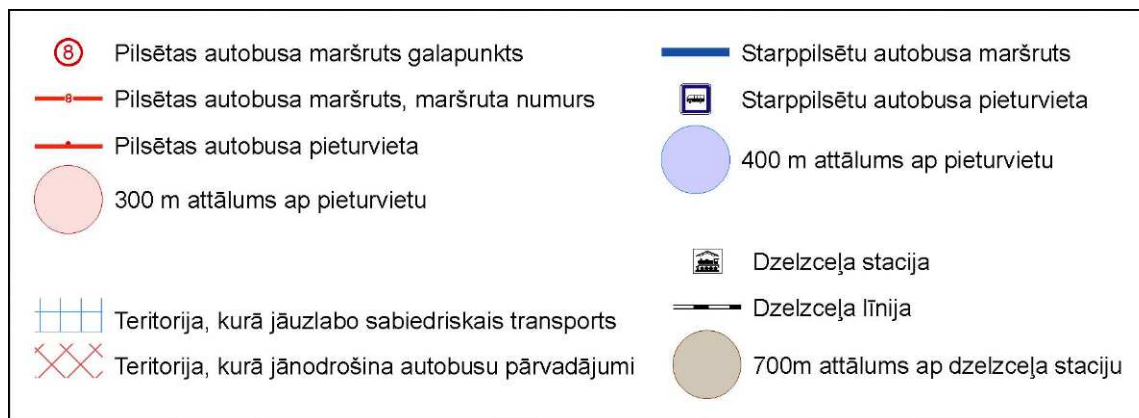 8 Pilsētas autobusa maršruts galapunkts
8 Pilsētas autobusa maršruts, maršruta numurs
Pilsētas autobusa pieturvieta
300 m attālums ap pieturvietu
Teritorija, kurā jāuzlabo sabiedriskais transports
Teritorija, kurā jānodrošina autobusu pārvadājumi
Starppilsētu autobusa maršruts
Starppilsētu autobusa pieturvieta
400 m attālums ap pieturvietu
Dzelzceļa stacija
Dzelzceļa līnija
700m attālums ap dzelzceļa staciju